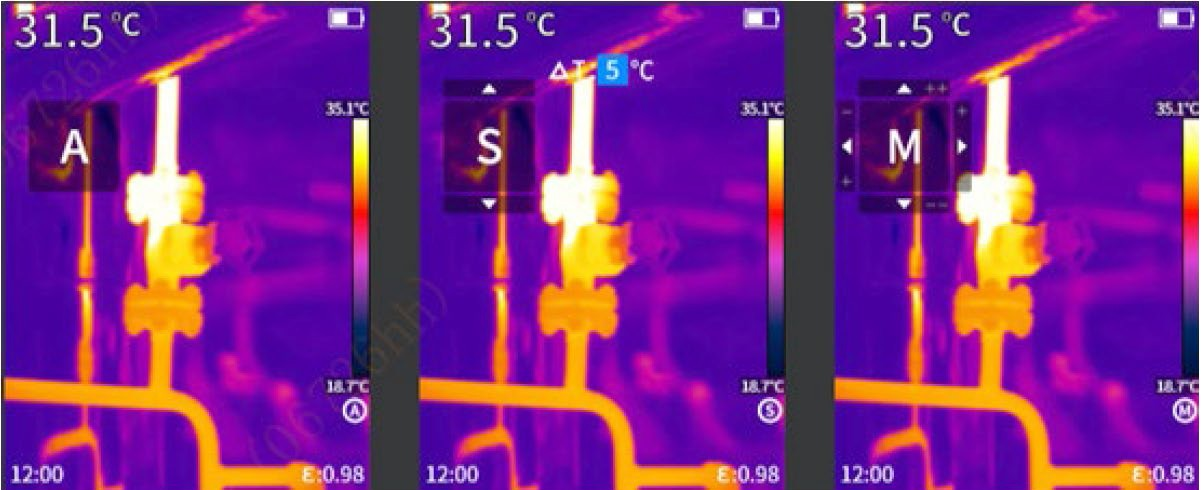 31.5 °C
A
35.1°C
18.7°C
A
12:00
ε:0.98
31.5 °C
△T 5 °C
S
35.1°C
18.7°C
S
12:00
ε:0.98
31.5 °C
++
- +
M
+
--
35.1°C
18.7°C
M
12:00
ε:0.98